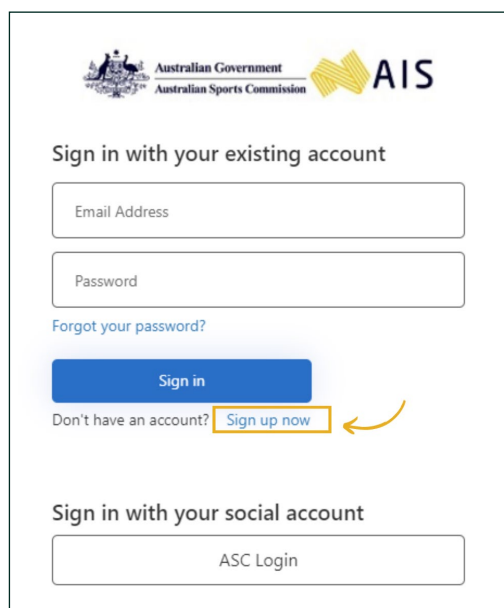 Australian Government
Australian Sports Commission
AIS
Sign in with your existing account
Email Address
Password
Forgot your password?
Sign in
Don't have an account? Sign up now
Sign in with your social account
ASC Login